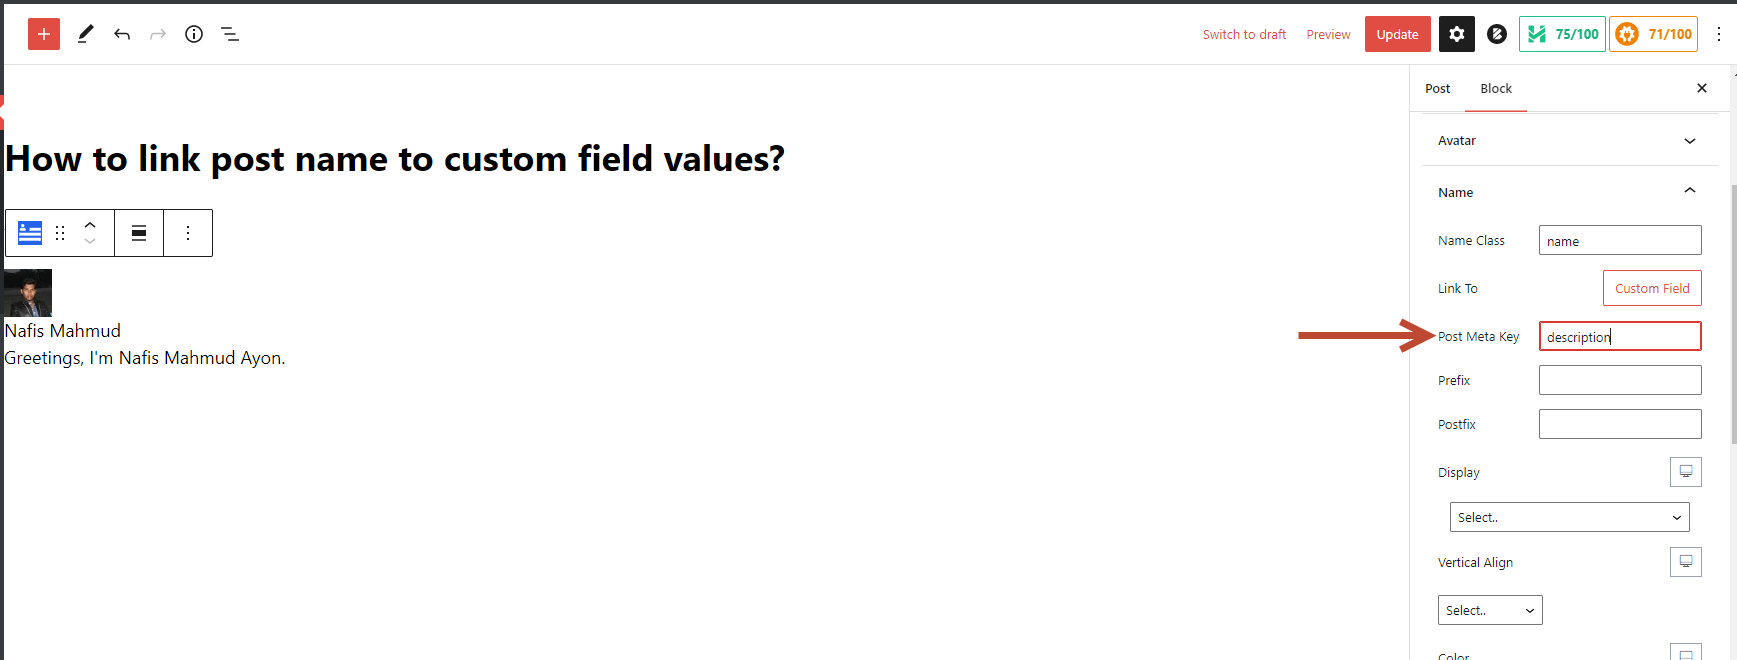 Switch to draft
Preview
Update
75/100
71/100
Post
Block
How to link post name to custom field values?
Nafis Mahmud
Greetings, I'm Nafis Mahmud Ayon.
Avatar
Name
Name Class
name
Link To
Custom Field
Post Meta Key
description
Prefix
Postfix
Display
Select..
Vertical Align
Select..
Color